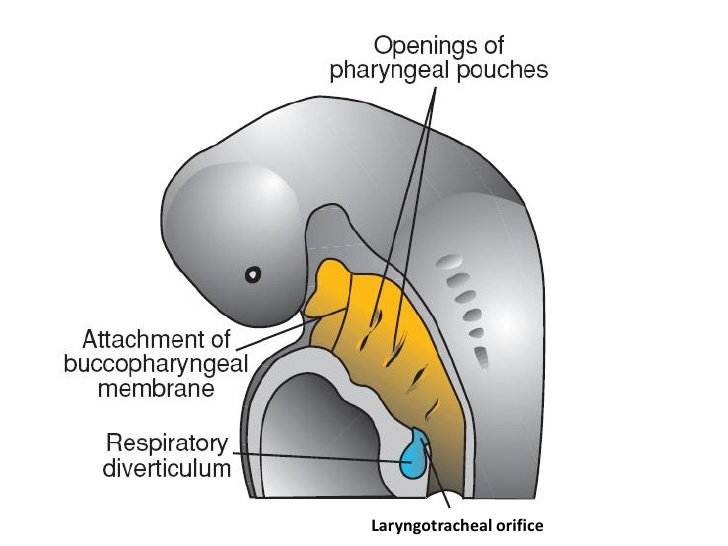 Openings of
pharyngeal pouches
Attachment of
buccopharyngeal
membrane
Respiratory
diverticulum
Laryngotracheal orifice